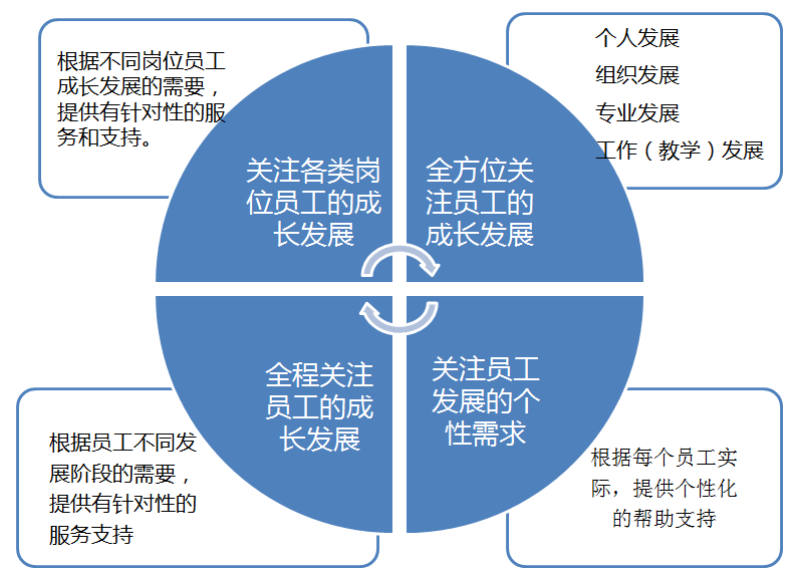 根据不同岗位员工
成长发展的需要，
提供有针对性的服
务和支持。
个人发展
组织发展
专业发展
工作（教学）发展
关注各类岗
位员工的成
长发展
全方位关
注员工的
成长发展
全程关注
员工的成
长发展
关注员工
发展的个
性需求
根据员工不同发
展阶段的需要，
提供有针对性的
服务支持
根据每个员工实
际，提供个性化
的帮助支持